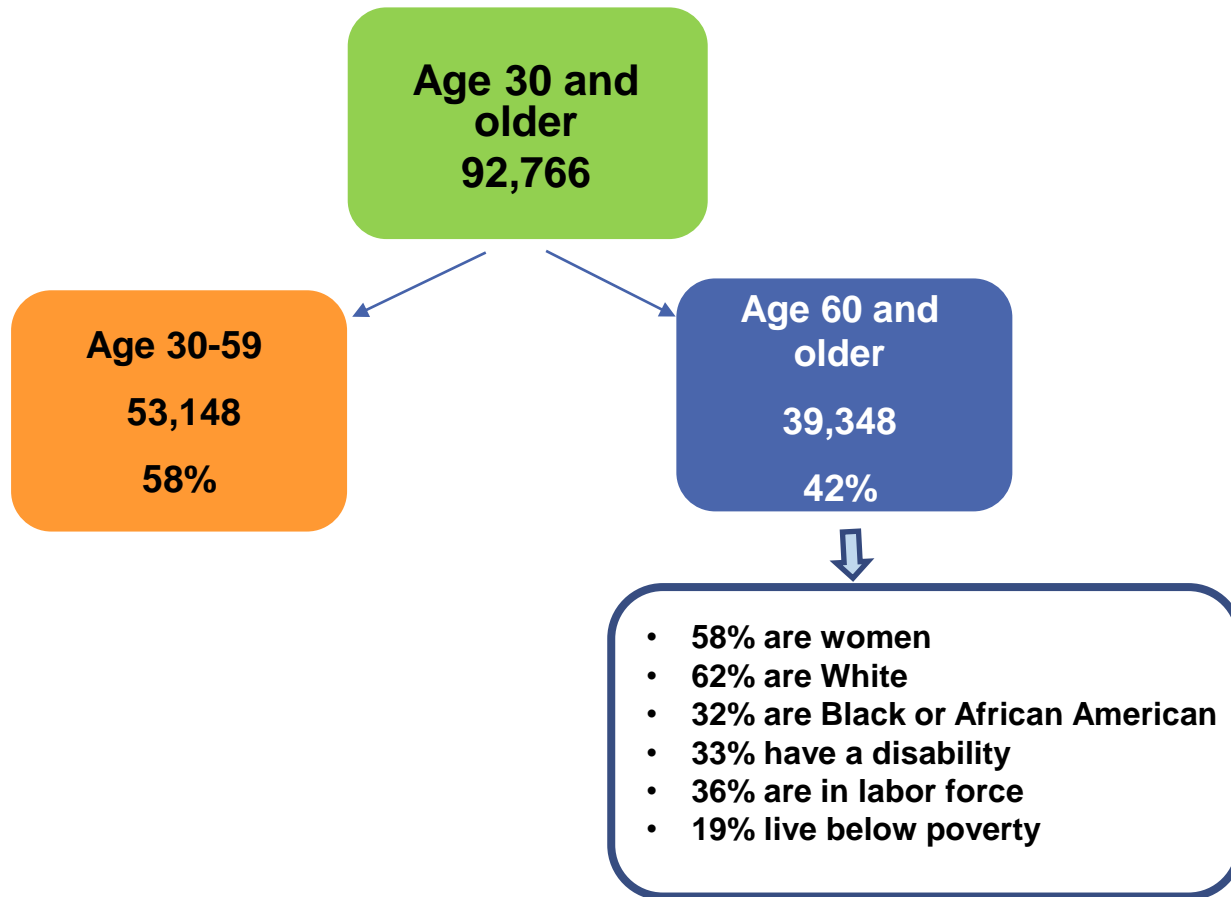 Age 30 and
older
92,766
Age 30-59
53,148
58%
Age 60 and
older
39,348
42%
• 58% are women
• 62% are White
• 32% are Black or African American
• 33% have a disability
• 36% are in labor force
• 19% live below poverty